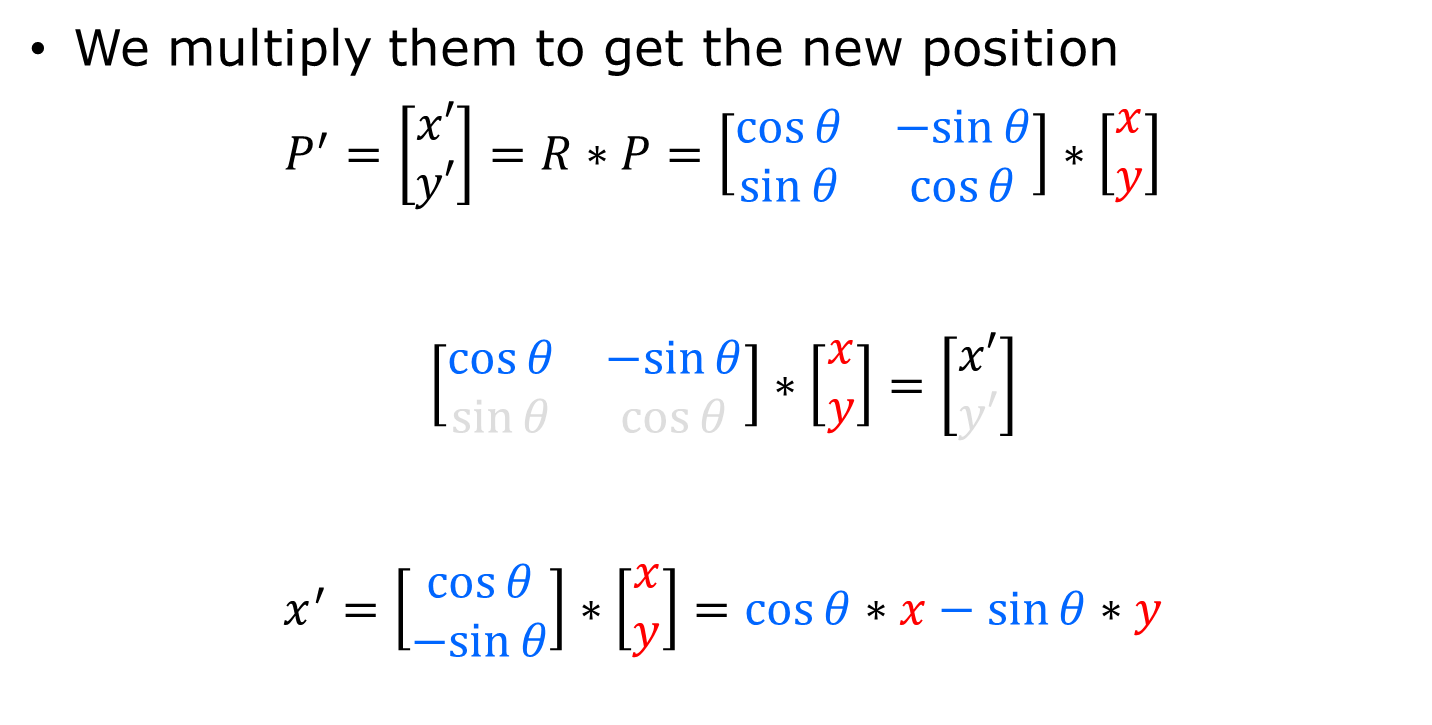 • We multiply them to get the new position
P′ = [x′ y′] = R ∗ P = [cos θ −sin θ sin θ cos θ] ∗ [x y]
[cos θ −sin θ sin θ cos θ] ∗ [x y] = [x′ y′]
x′ = [cos θ −sin θ] ∗ [x y] = cos θ ∗ x − sin θ ∗ y